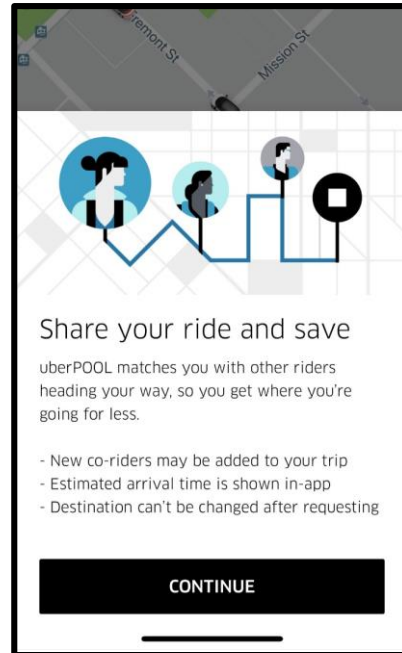 remont St
Mission St
Share your ride and save
uberPOOL matches you with other riders
heading your way, so you get where you're
going for less.
- New co-riders may be added to your trip
- Estimated arrival time is shown in-app
- Destination can't be changed after requesting
CONTINUE